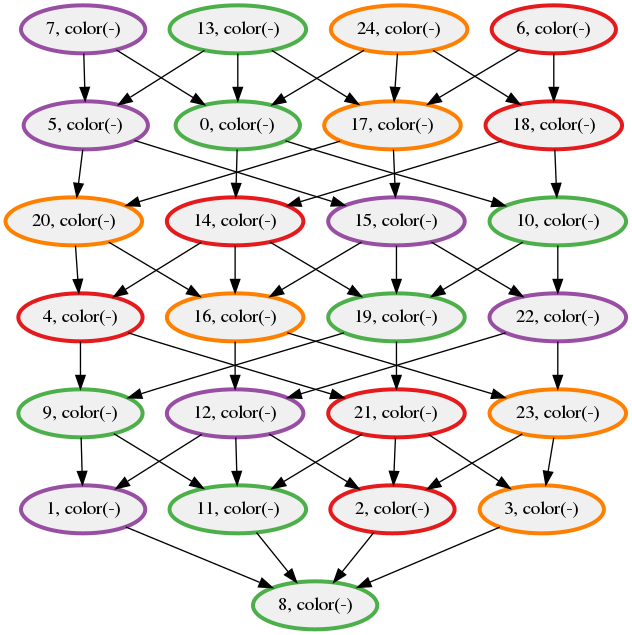 7, color(-)
13, color(-)
24, color(-)
6, color(-)
5, color(-)
0, color(-)
17, color(-)
18, color(-)
20, color(-)
14, color(-)
15, color(-)
10, color(-)
4, color(-)
16, color(-)
19, color(-)
22, color(-)
9, color(-)
12, color(-)
21, color(-)
23, color(-)
1, color(-)
11, color(-)
2, color(-)
3, color(-)
8, color(-)